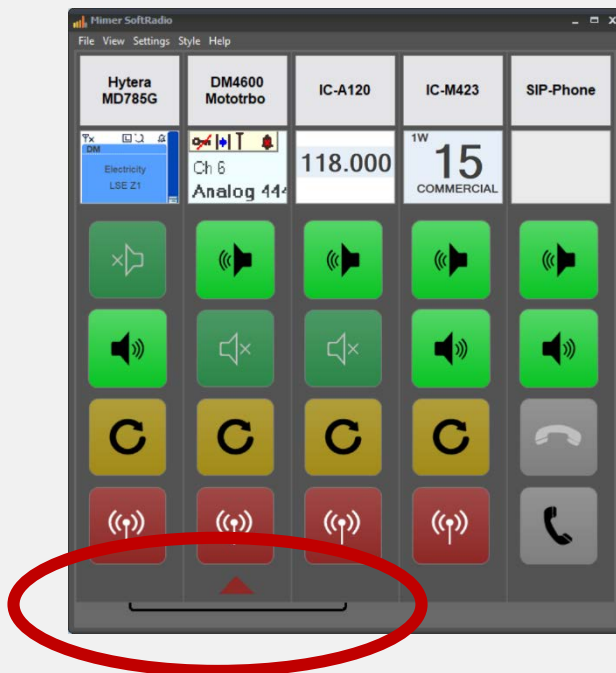 Mimer SoftRadio
File View Settings Style Help
Hytera
MD785G
DM4600
Mototrbo
IC-A120
IC-M423
SIP-Phone
DM
Electricity
LSE Z1
Ch 6
Analog 444
118.000
1W
15
COMMERCIAL